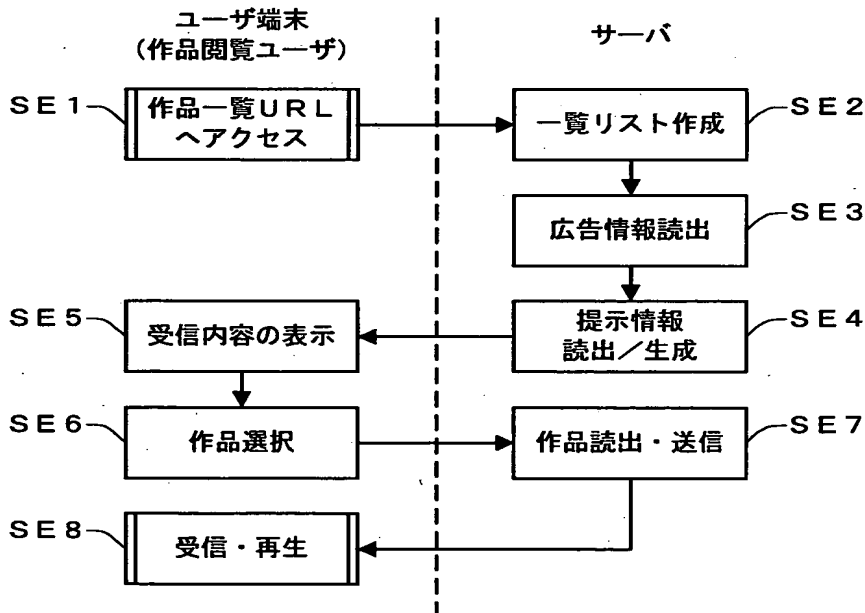 ユーザ端末
(作品閲覧ユーザ)
サーバ
SE1
作品一覧URL
へアクセス
一覧リスト作成
SE2
広告情報読出
SE3
SE5
受信内容の表示
提示情報
読出/生成
SE4
SE6
作品選択
作品読出・送信
SE7
SE8
受信・再生